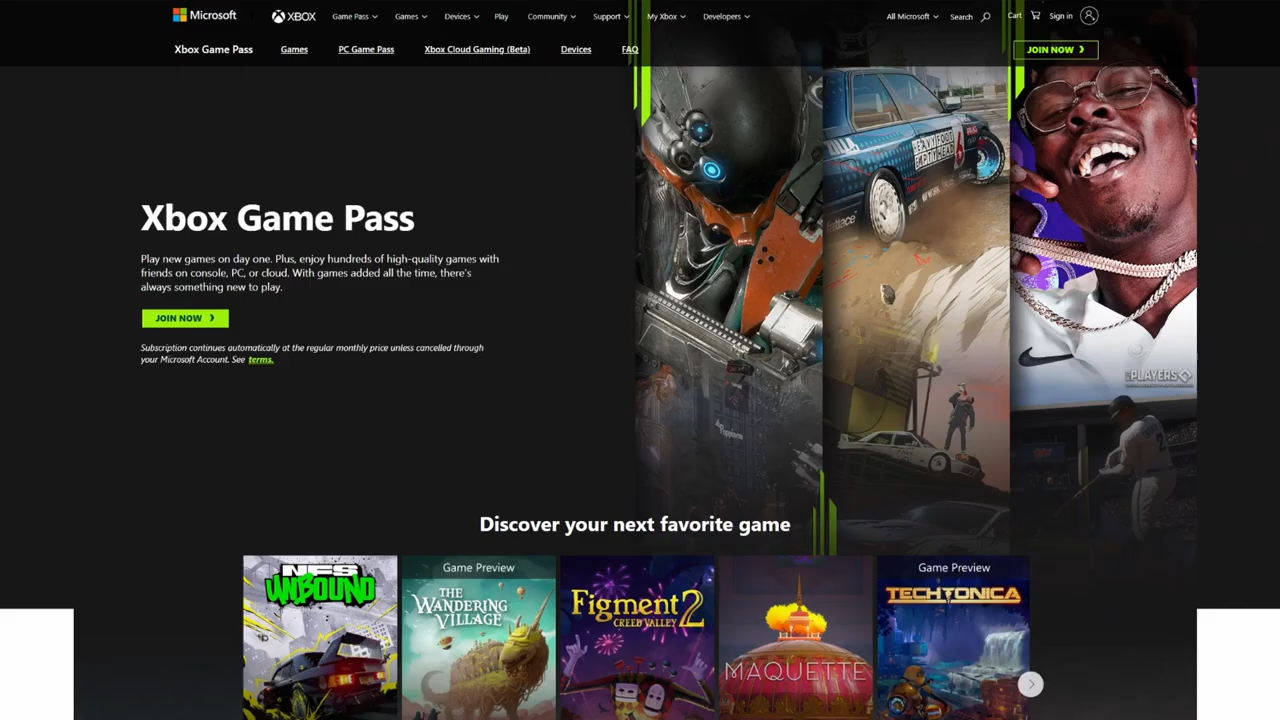 Microsoft
XBOX
Game Pass
Games
Devices
Play
Community
Support
My Xbox
Developers
All Microsoft
Search
Cart
Sign in
Xbox Game Pass
Games
PC Game Pass
Xbox Cloud Gaming (Beta)
Devices
FAQ
JOIN NOW
Xbox Game Pass
Play new games on day one. Plus, enjoy hundreds of high-quality games with
friends on console, PC, or cloud. With games added all the time, there's
always something new to play.
JOIN NOW
Subscription continues automatically at the regular monthly price unless cancelled through
your Microsoft Account. See terms.
PLAYERS
Discover your next favorite game
NFS
UNBOUND
Game Preview
THE
WANDERING
VILLAGE
Figment 2
CREED VALLEY
MAQUETTE
Game Preview
TECHTONICA